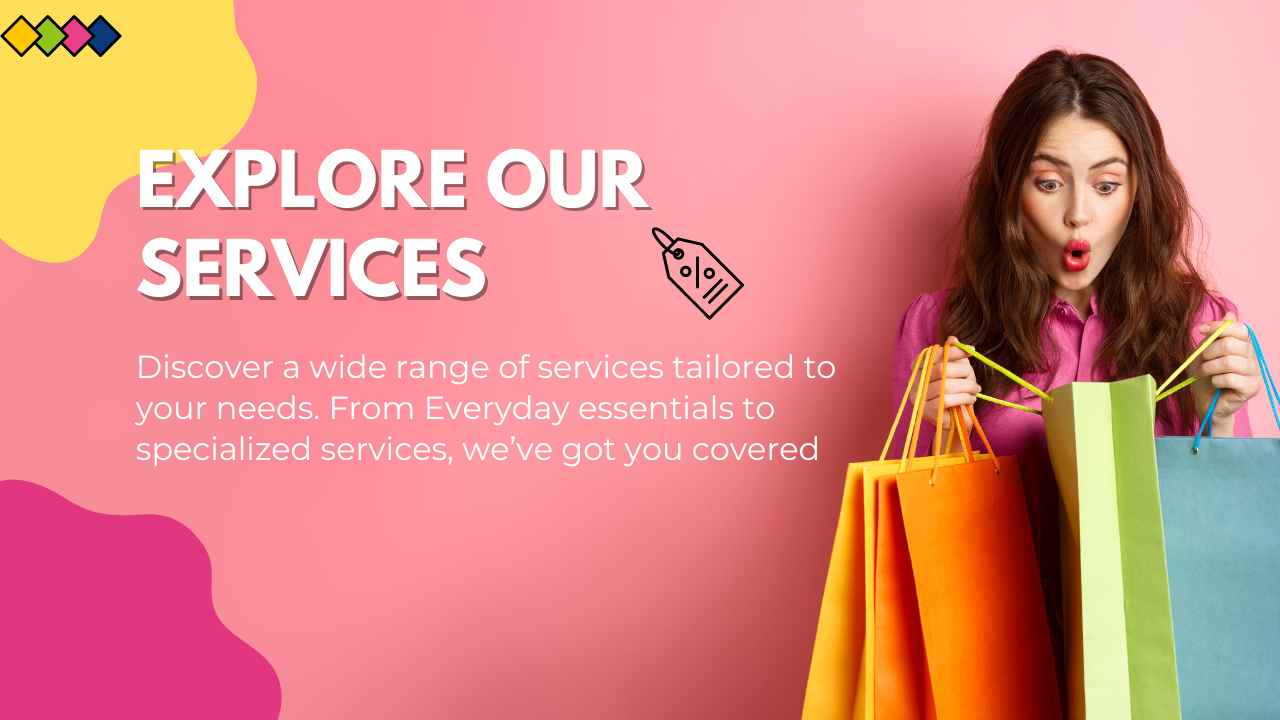 EXPLORE OUR
SERVICES
%
Discover a wide range of services tailored to
your needs. From Everyday essentials to
specialized services, we’ve got you covered